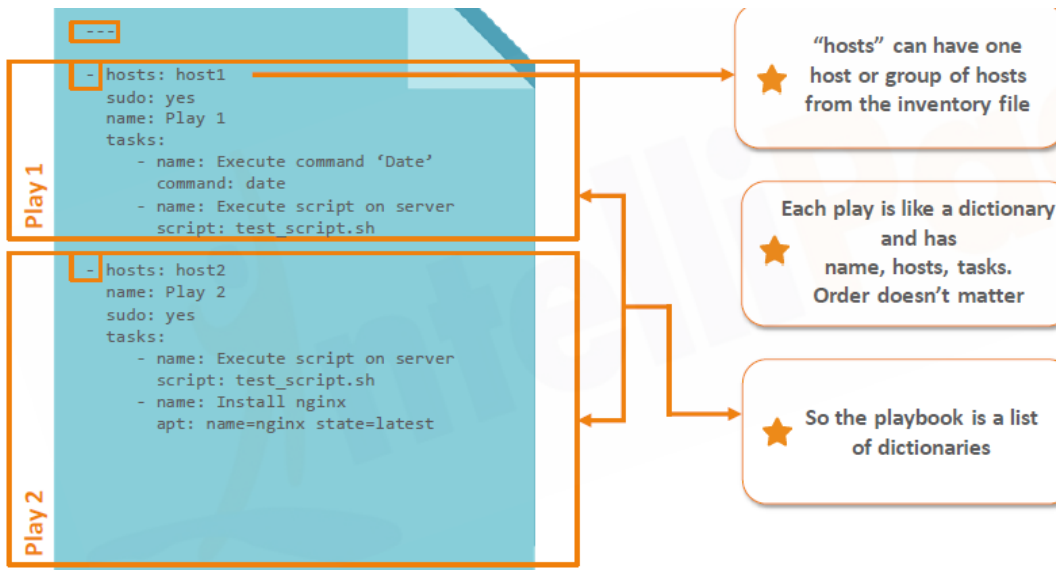 ---
- hosts: host1
sudo: yes
name: Play 1
tasks:
- name: Execute command ‘Date’
command: date
- name: Execute script on server
script: test_script.sh
Play 1
- hosts: host2
name: Play 2
sudo: yes
tasks:
- name: Execute script on server
script: test_script.sh
- name: Install nginx
apt: name=nginx state=latest
Play 2
“hosts” can have one
host or group of hosts
from the inventory file
Each play is like a dictionary
and has
name, hosts, tasks.
Order doesn’t matter
So the playbook is a list
of dictionaries